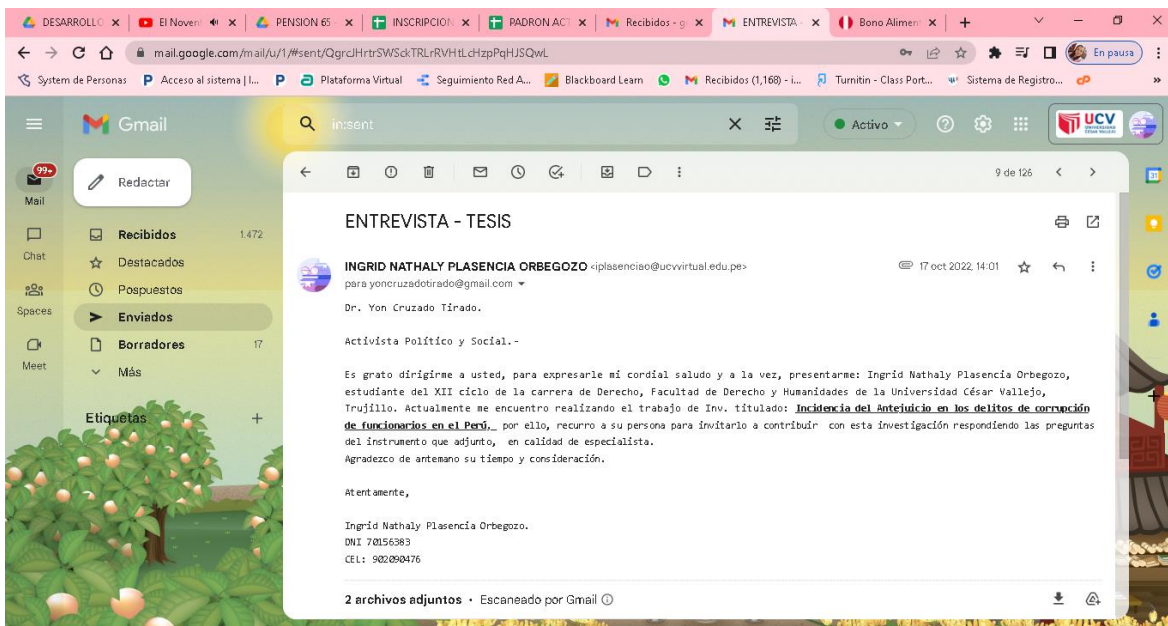 DESARROLLO
El Noven
PENSION 65 -
INSCRIPCION
PADRON ACT
Recibidos - g
ENTREVISTA -
Bono Aliment
mail.google.com/mail/u/1/#sent/QgrcJHrtrSWSckTRLrRVHtLcHzpPqHJSQwL
En pausa
System de Personas
Acceso al sistema | I...
Plataforma Virtual
Seguimiento Red A...
Blackboard Learn
Recibidos (1,168) - i...
Turnitin - Class Port...
Sistema de Registro...
Gmail
in:sent
Activo
UCV
UNIVERSIDAD
CÉSAR VALLEJO
99+
Mail
Chat
Spaces
Meet
Redactar
Recibidos 1.472
Destacados
Pospuestos
Enviados
Borradores 17
Más
Etiquetas
9 de 126
31
ENTREVISTA - TESIS
INGRID NATHALY PLASENCIA ORBEGOZO <iplasenciao@ucvvirtual.edu.pe>
17 oct 2022, 14:01
para yoncruzadotirado@gmail.com
Dr. Yon Cruzado Tirado.
Activista Político y Social.-
Es grato dirigirme a usted, para expresarle mi cordial saludo y a la vez, presentarme: Ingrid Nathaly Plasencia Orbegozo,
estudiante del XII ciclo de la carrera de Derecho, Facultad de Derecho y Humanidades de la Universidad César Vallejo,
Trujillo. Actualmente me encuentro realizando el trabajo de Inv. titulado: Incidencia del Antejuicio en los delitos de corrupción
de funcionarios en el Perú, por ello, recurro a su persona para invitarlo a contribuir con esta investigación respondiendo las preguntas
del instrumento que adjunto, en calidad de especialista.
Agradezco de antemano su tiempo y consideración.
Atentamente,
Ingrid Nathaly Plasencia Orbegozo.
DNI 70156383
CEL: 902090476
2 archivos adjuntos • Escaneado por Gmail